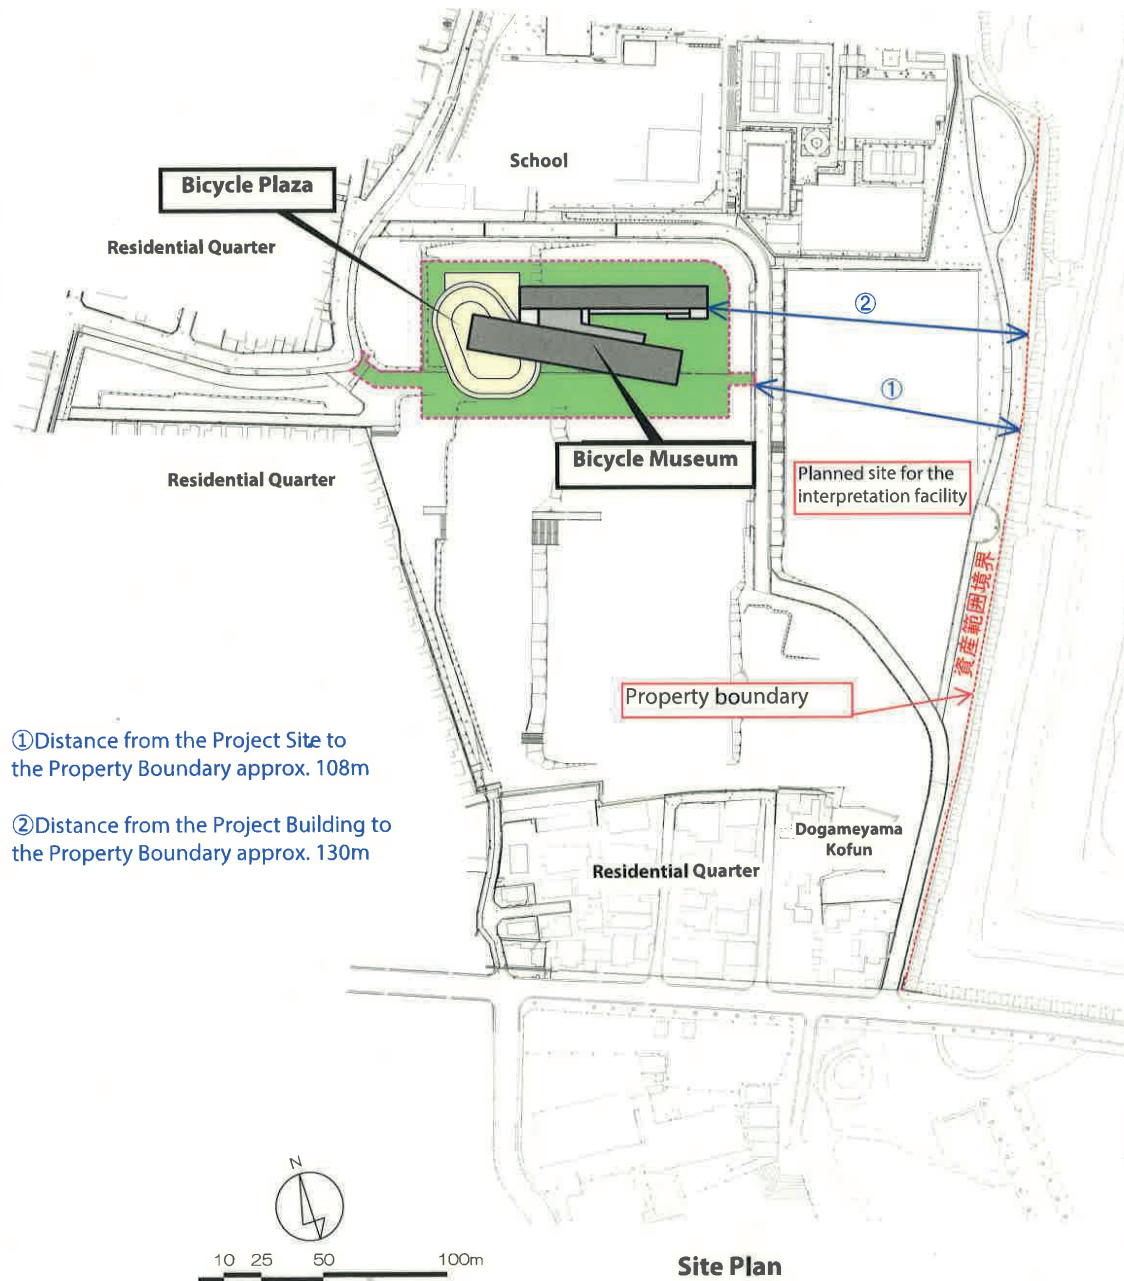 School
Bicycle Plaza
Residential Quarter
②
①
Bicycle Museum
Residential Quarter
Planned site for the
interpretation facility
資産範囲境界
Property boundary
①Distance from the Project Site to
the Property Boundary approx. 108m
②Distance from the Project Building to
the Property Boundary approx. 130m
Dogameyama
Kofun
Residential Quarter
N
10 25 50 100m
Site Plan